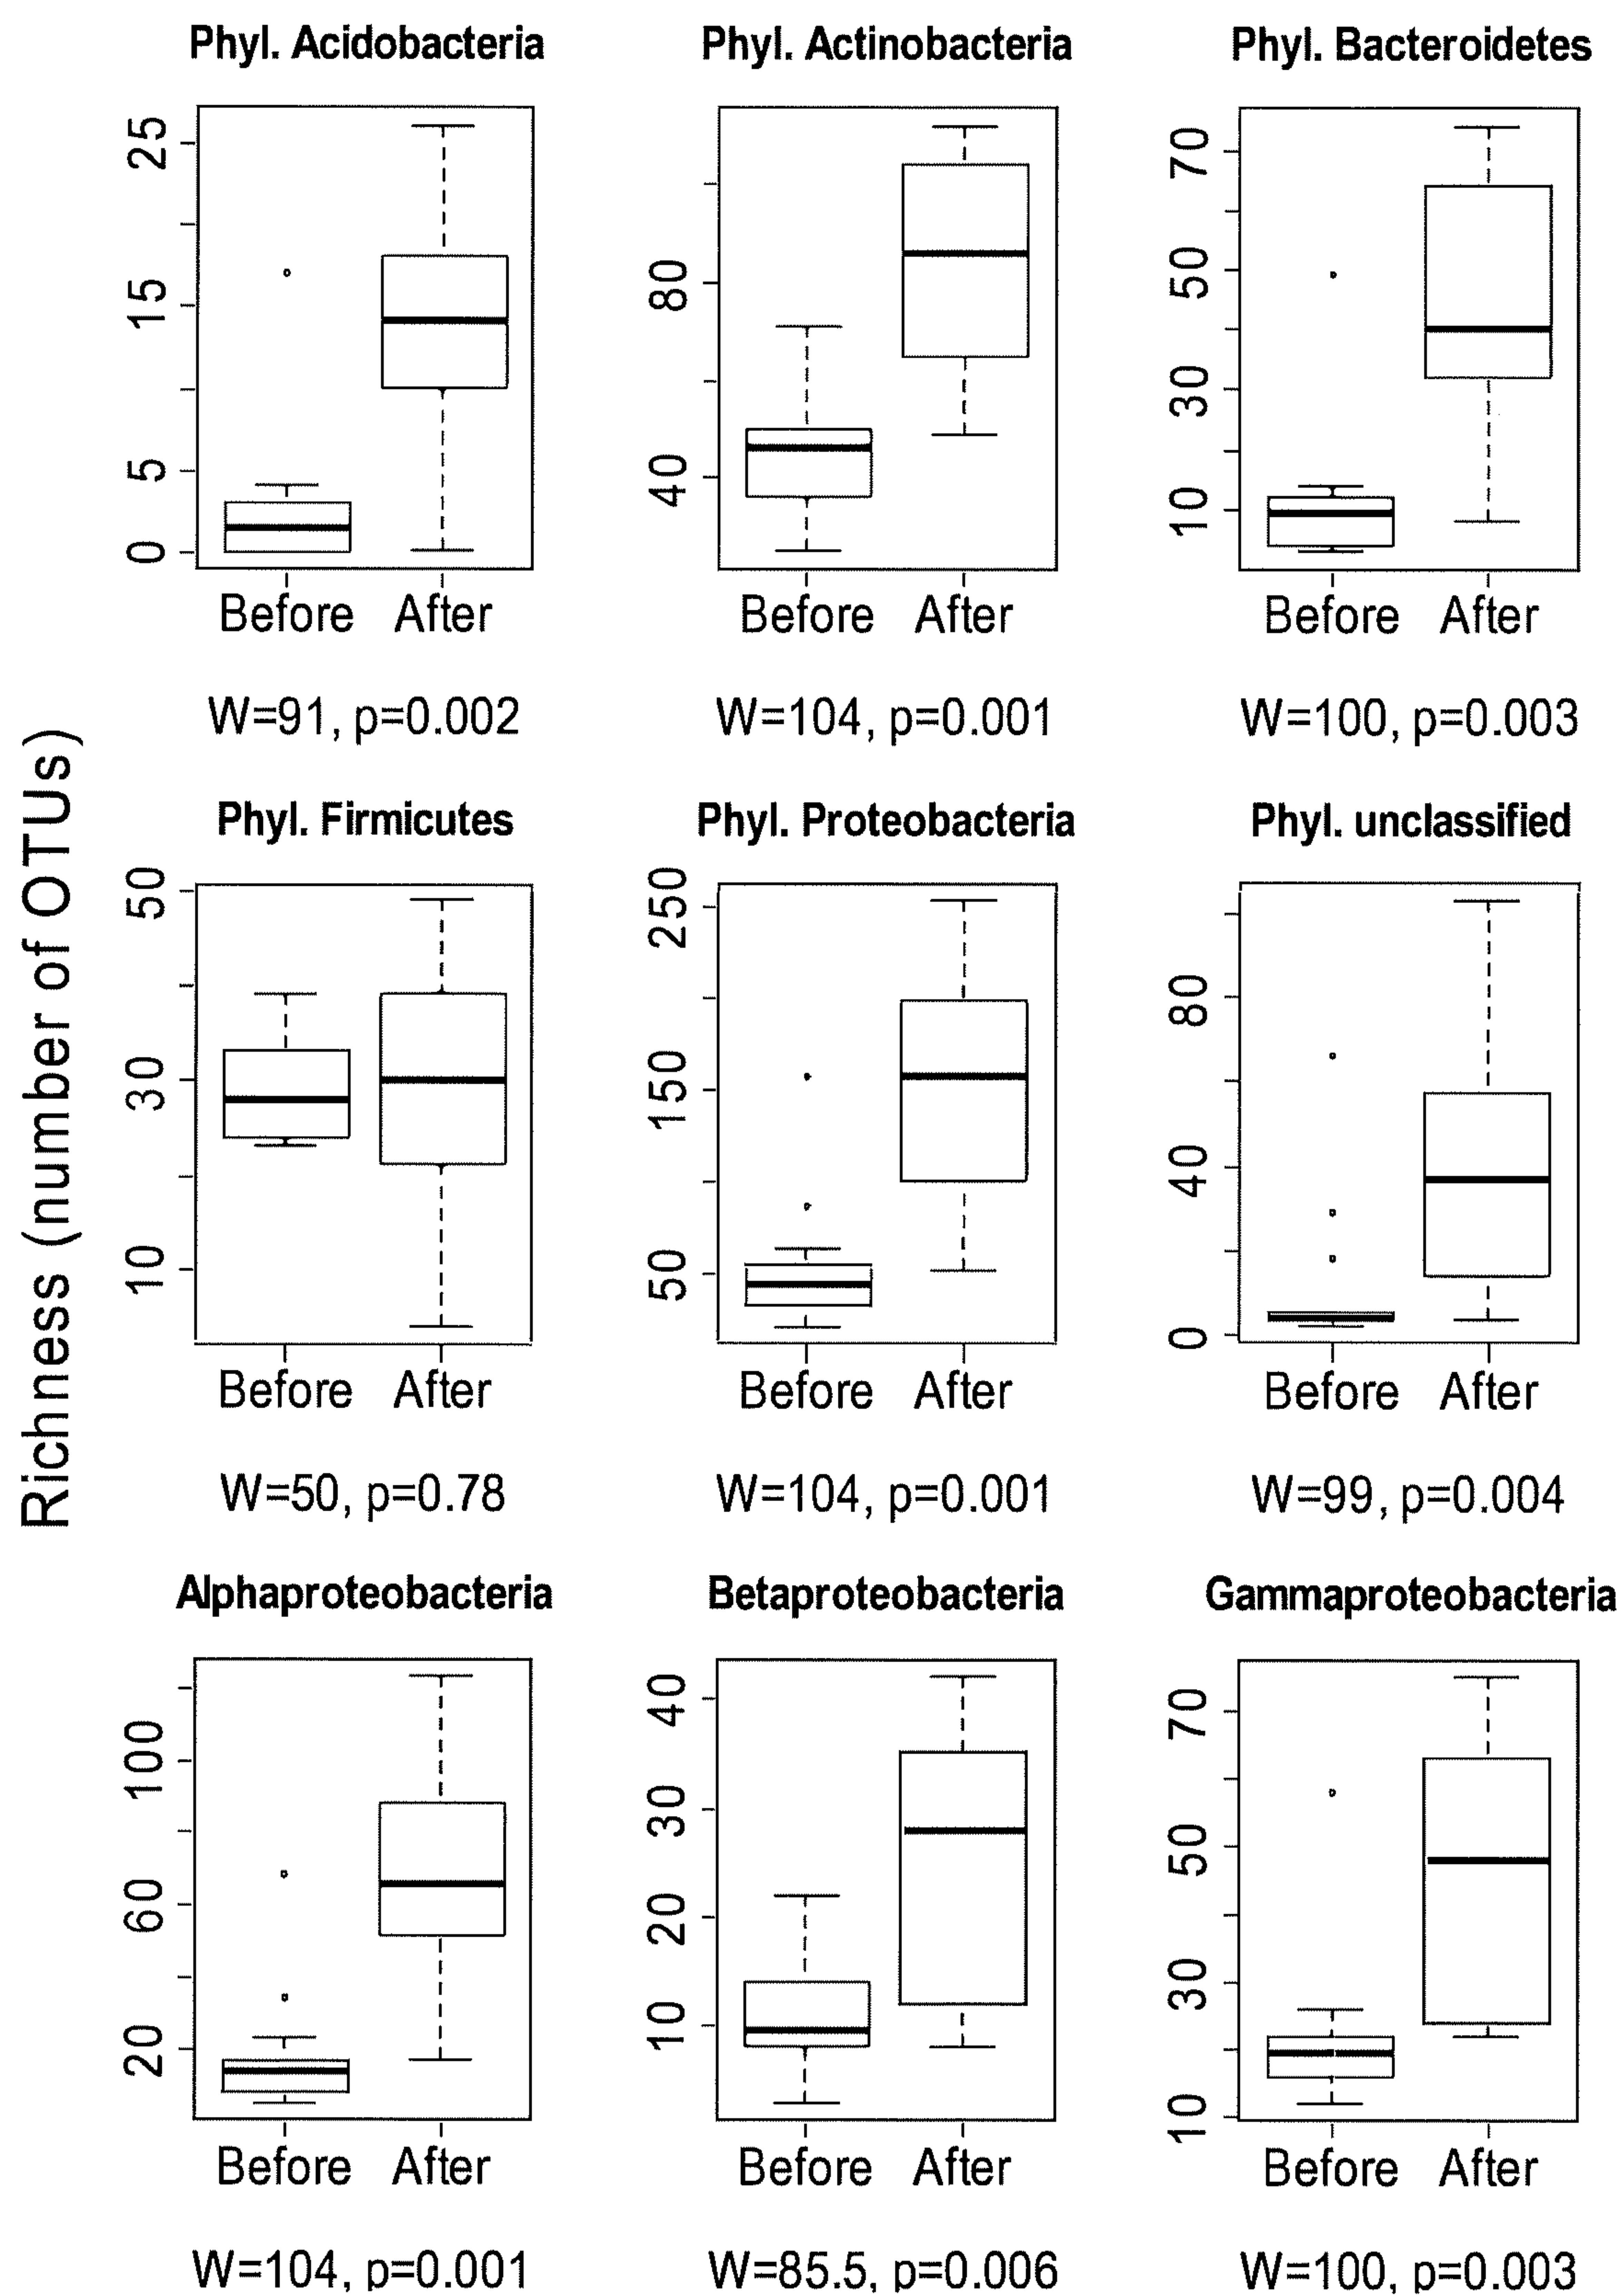 Phyl. Acidobacteria
Phyl. Actinobacteria
Phyl. Bacteroidetes
25
15
5
0
80
40
70
50
30
10
Before After
Before After
Before After
W=91, p=0.002
W=104, p=0.001
W=100, p=0.003
Richness (number of OTUs)
Phyl. Firmicutes
Phyl. Proteobacteria
Phyl. unclassified
50
30
10
250
150
50
80
40
0
Before After
Before After
Before After
W=50, p=0.78
W=104, p=0.001
W=99, p=0.004
Alphaproteobacteria
Betaproteobacteria
Gammaproteobacteria
100
60
20
40
30
20
10
70
50
30
10
Before After
Before After
Before After
W=104, p=0.001
W=85.5, p=0.006
W=100, p=0.003